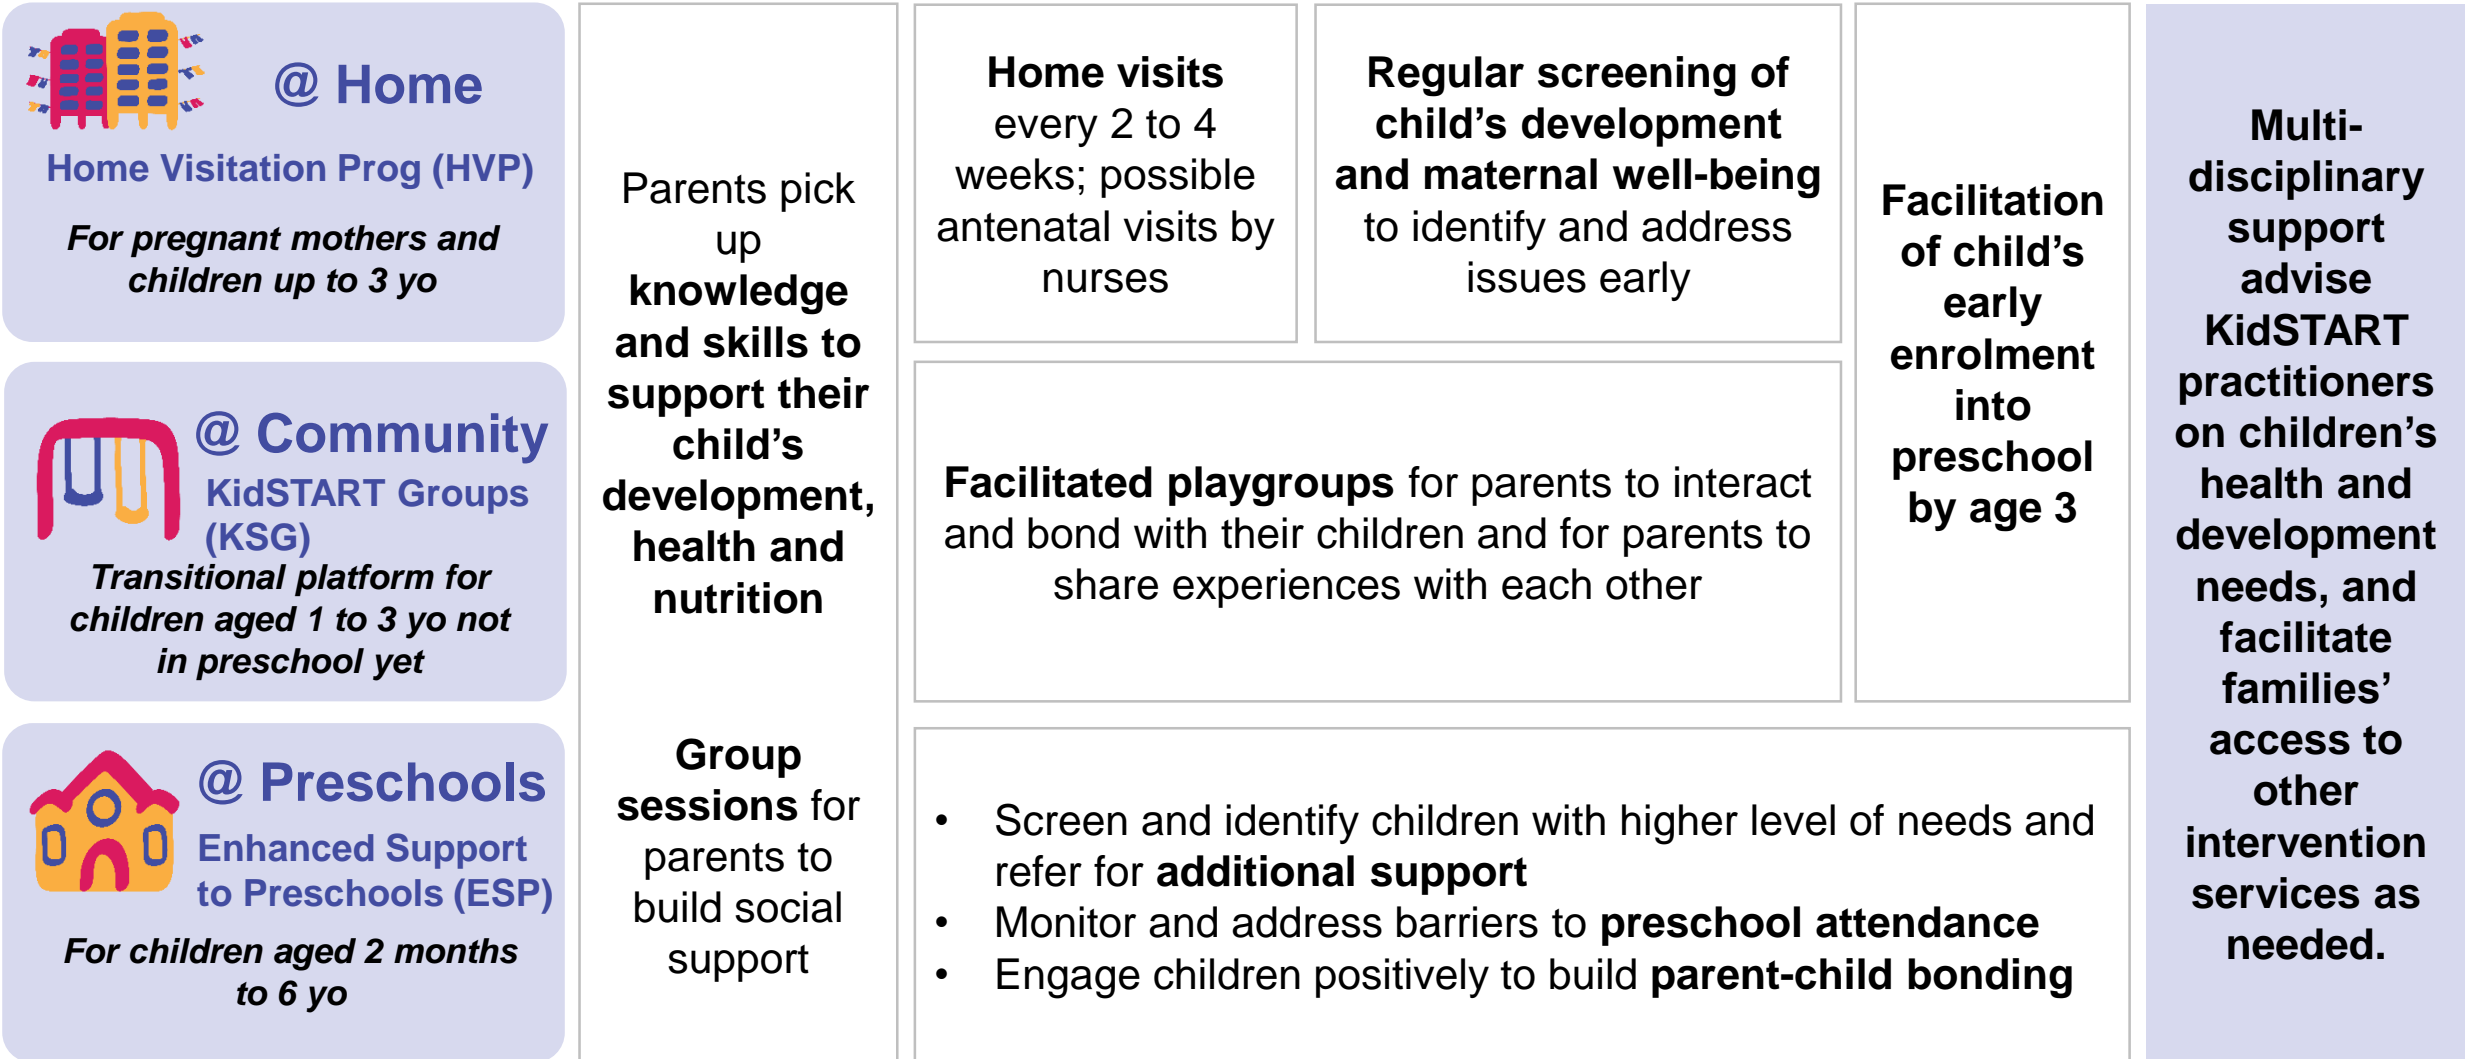 @ Home
Home Visitation Prog (HVP)
For pregnant mothers and
children up to 3 yo
@ Community
KidSTART Groups
(KSG)
Transitional platform for
children aged 1 to 3 yo not
in preschool yet
@ Preschools
Enhanced Support
to Preschools (ESP)
For children aged 2 months
to 6 yo
Parents pick
up
knowledge
and skills to
support their
child’s
development,
health and
nutrition
Group
sessions for
parents to
build social
support
Home visits
every 2 to 4
weeks; possible
antenatal visits by
nurses
Regular screening of
child’s development
and maternal well-being
to identify and address
issues early
Facilitated playgroups for parents to interact
and bond with their children and for parents to
share experiences with each other
Facilitation
of child’s
early
enrolment
into
preschool
by age 3
• Screen and identify children with higher level of needs and
refer for additional support
• Monitor and address barriers to preschool attendance
• Engage children positively to build parent-child bonding
Multi-
disciplinary
support
advise
KidSTART
practitioners
on children’s
health and
development
needs, and
facilitate
families’
access to
other
intervention
services as
needed.